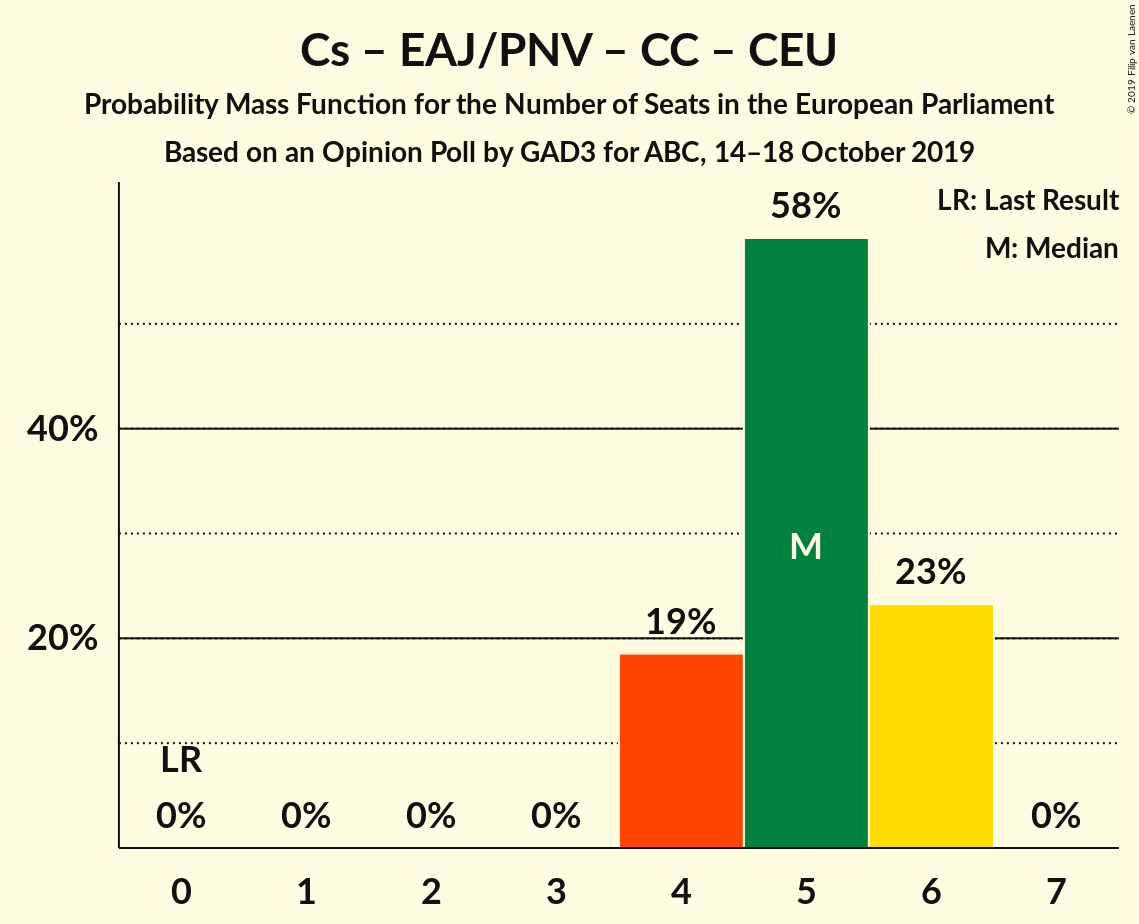 Cs – EAJ/PNV – CC – CEU
Probability Mass Function for the Number of Seats in the European Parliament
Based on an Opinion Poll by GAD3 for ABC, 14–18 October 2019
© 2019 Filip van Laenen
LR: Last Result
M: Median
58%
40%
M
23%
19%
20%
LR
0% 0% 0% 0% 0%
0 1 2 3 4 5 6 7